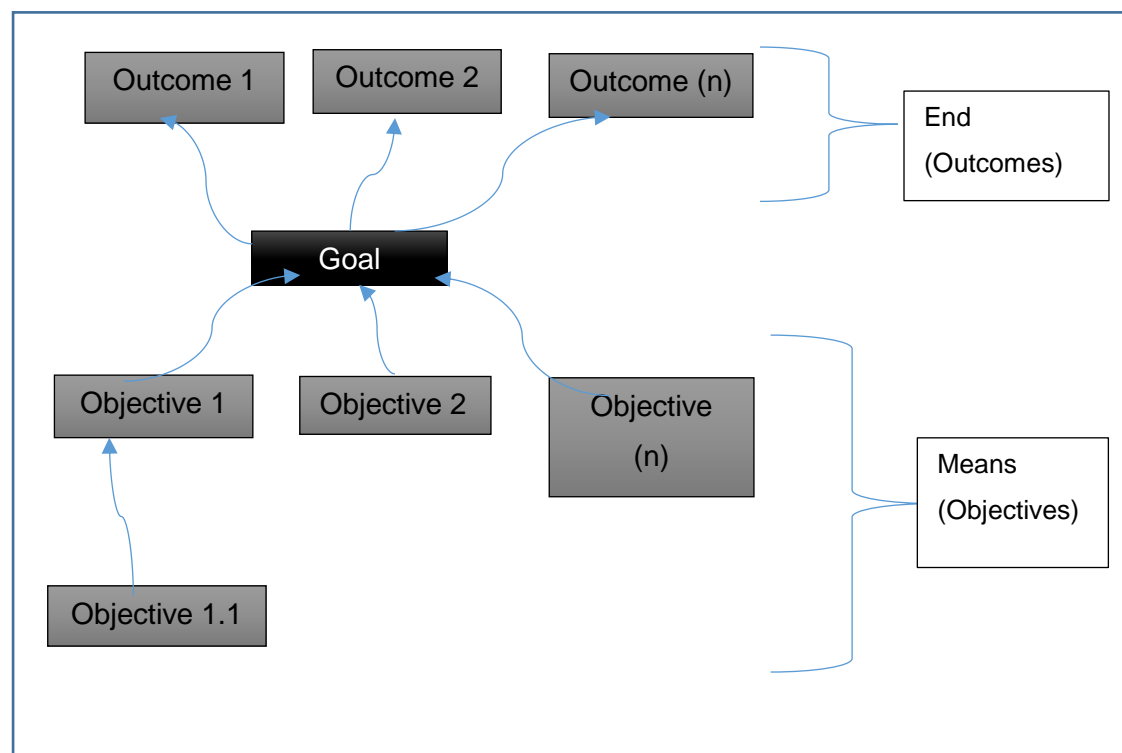 Outcome 1
Outcome 2
Outcome (n)
End
(Outcomes)
Goal
Objective 1
Objective 2
Objective
(n)
Means
(Objectives)
Objective 1.1